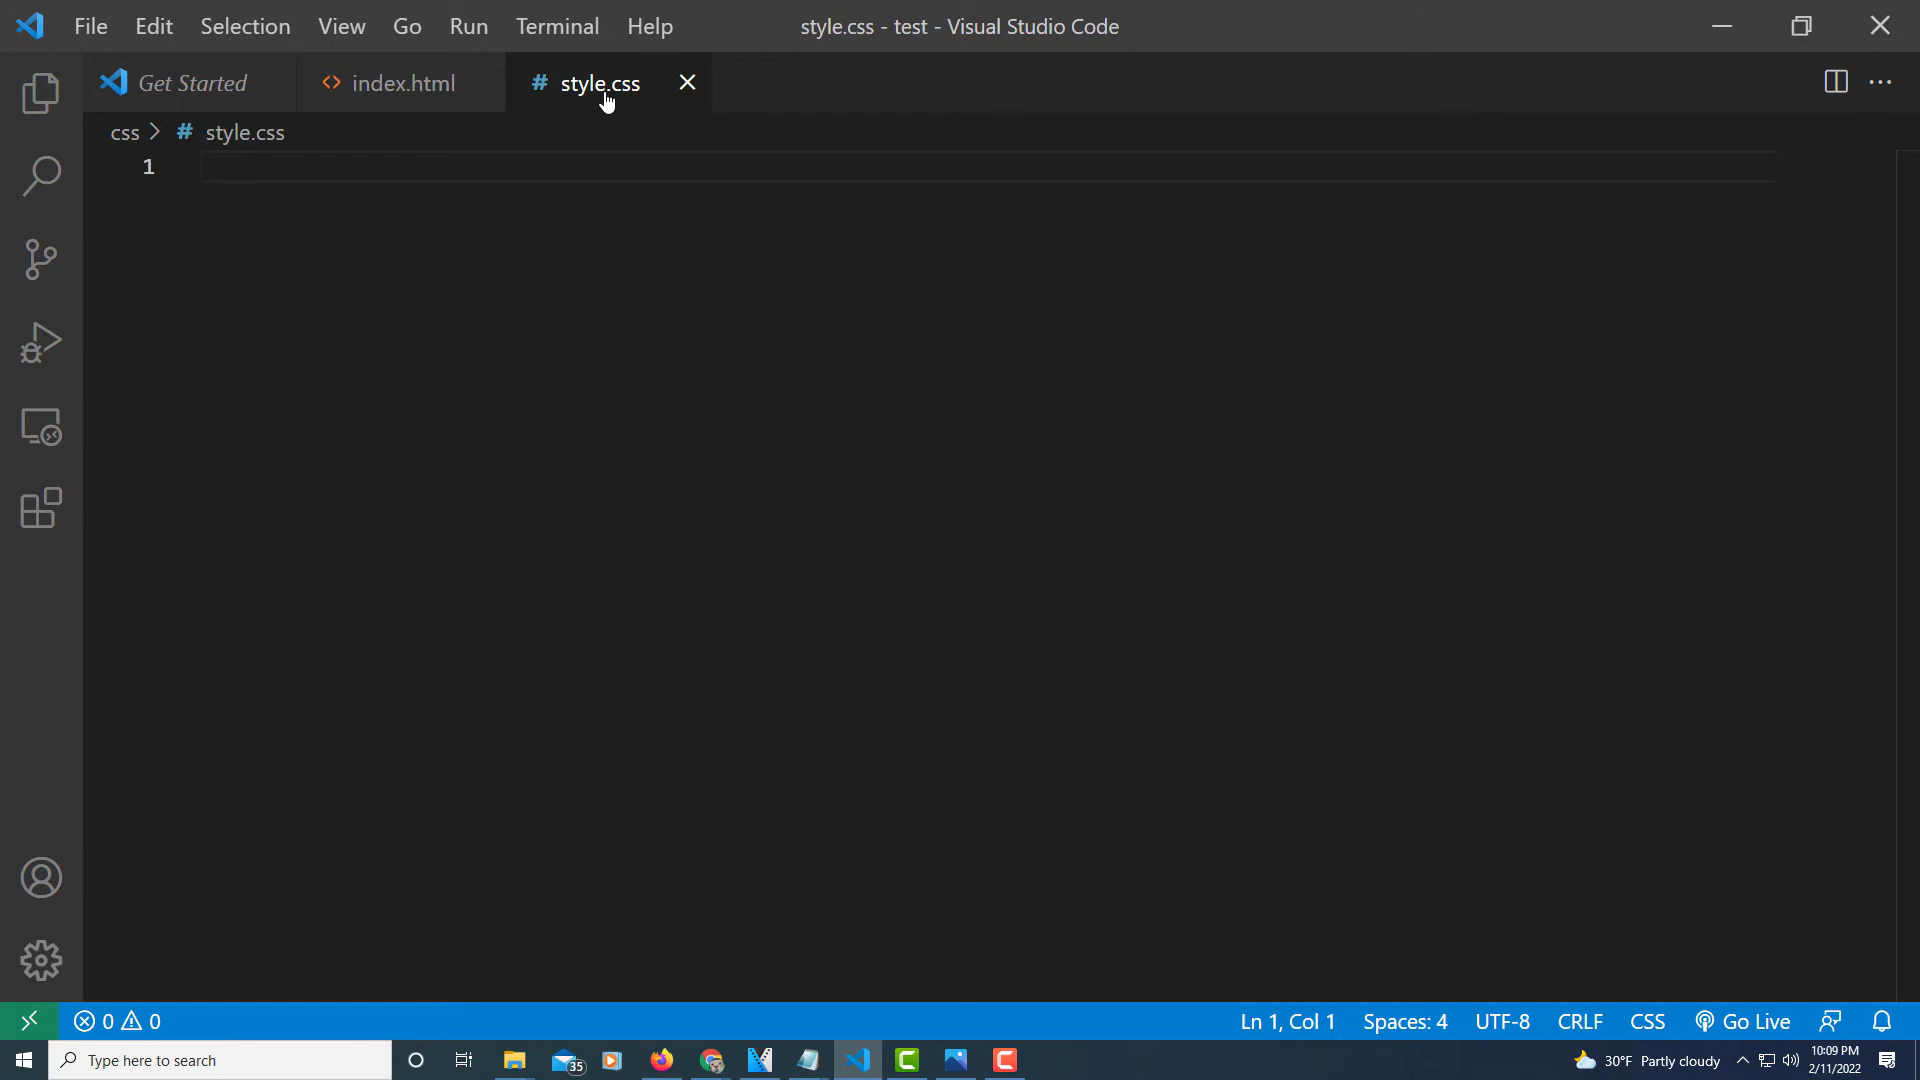 File Edit Selection View Go Run Terminal Help style.css - test - Visual Studio Code
Get Started <> index.html # style.css
css > # style.css
1
0 0 Ln 1, Col 1 Spaces: 4 UTF-8 CRLF CSS Go Live
Type here to search 35 30°F Partly cloudy 10:09 PM
2/11/2022